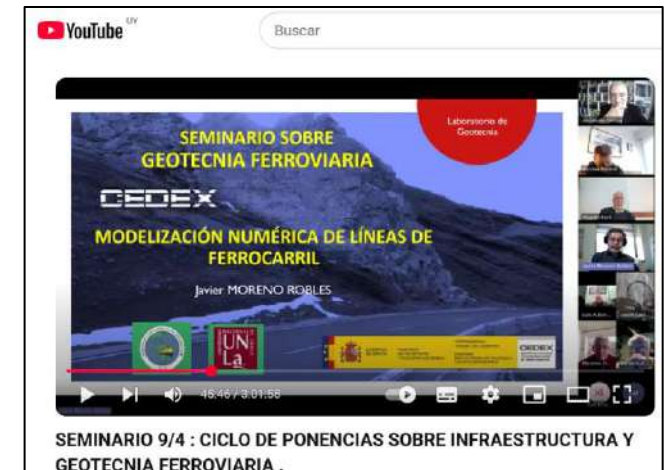 YouTube UY
Buscar
Laboratorio de
Geotecnia
SEMINARIO SOBRE
GEOTECNIA FERROVIARIA
CEDEX
MODELIZACIÓN NUMÉRICA DE LÍNEAS DE
FERROCARRIL
Javier MORENO ROBLES
UN
La
CEDEX
45:46 / 3:01:56
SEMINARIO 9/4 : CICLO DE PONENCIAS SOBRE INFRAESTRUCTURA Y
GEOTECNIA FERROVIARIA .